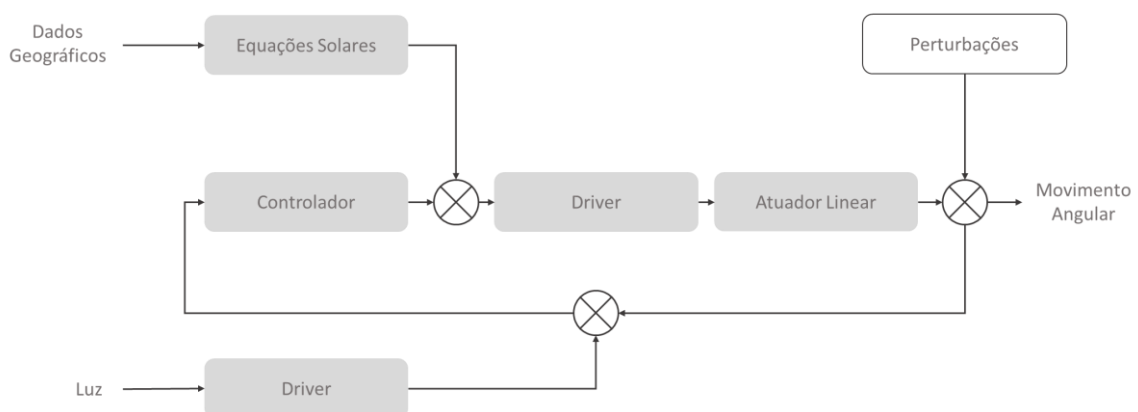 Dados
Geográficos
Equações Solares
Perturbações
Controlador
Driver
Atuador Linear
Movimento
Angular
Luz
Driver